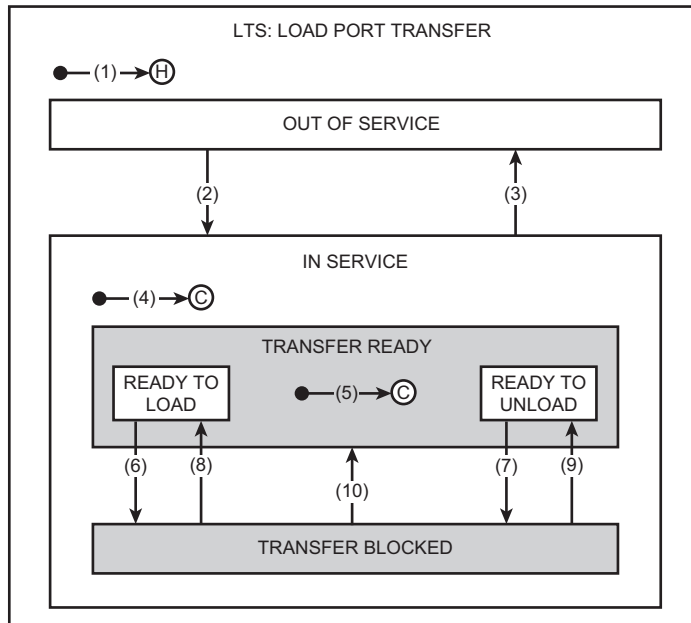 LTS: LOAD PORT TRANSFER
(1)
H
OUT OF SERVICE
(2)
(3)
IN SERVICE
(4)
C
TRANSFER READY
READY TO
LOAD
(5)
C
READY TO
UNLOAD
(6)
(8)
(10)
(7)
(9)
TRANSFER BLOCKED